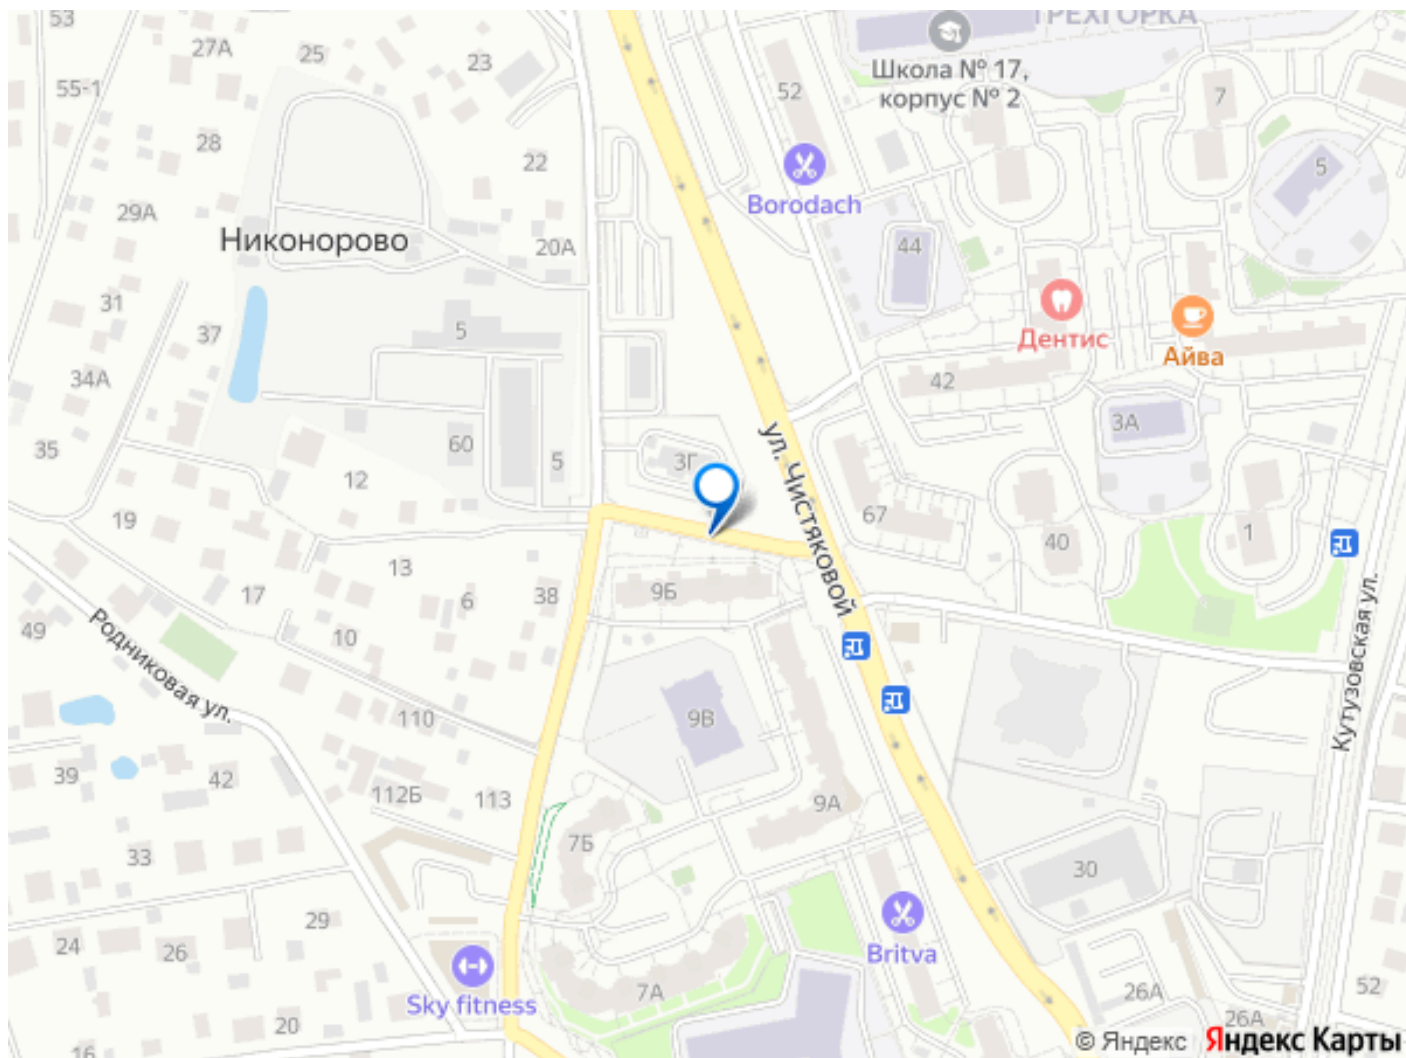 53
27А
25
23
ТРЕХГОРКА
Школа № 17,
корпус № 2
55-1
52
7
28
22
5
Borodach
29А
Никонорово
20А
44
31
37
5
Дентис
Айва
34А
42
3А
35
60
5
3Г
ул. Чистяковой
12
19
67
40
1
13
17
6
38
9Б
49
10
Родниковая ул.
Кутузовская ул.
110
9В
39
42
112Б
113
9А
7Б
33
30
29
24
26
Britva
Sky fitness
7А
26А
52
20
26А
16
© Яндекс Яндекс Карты